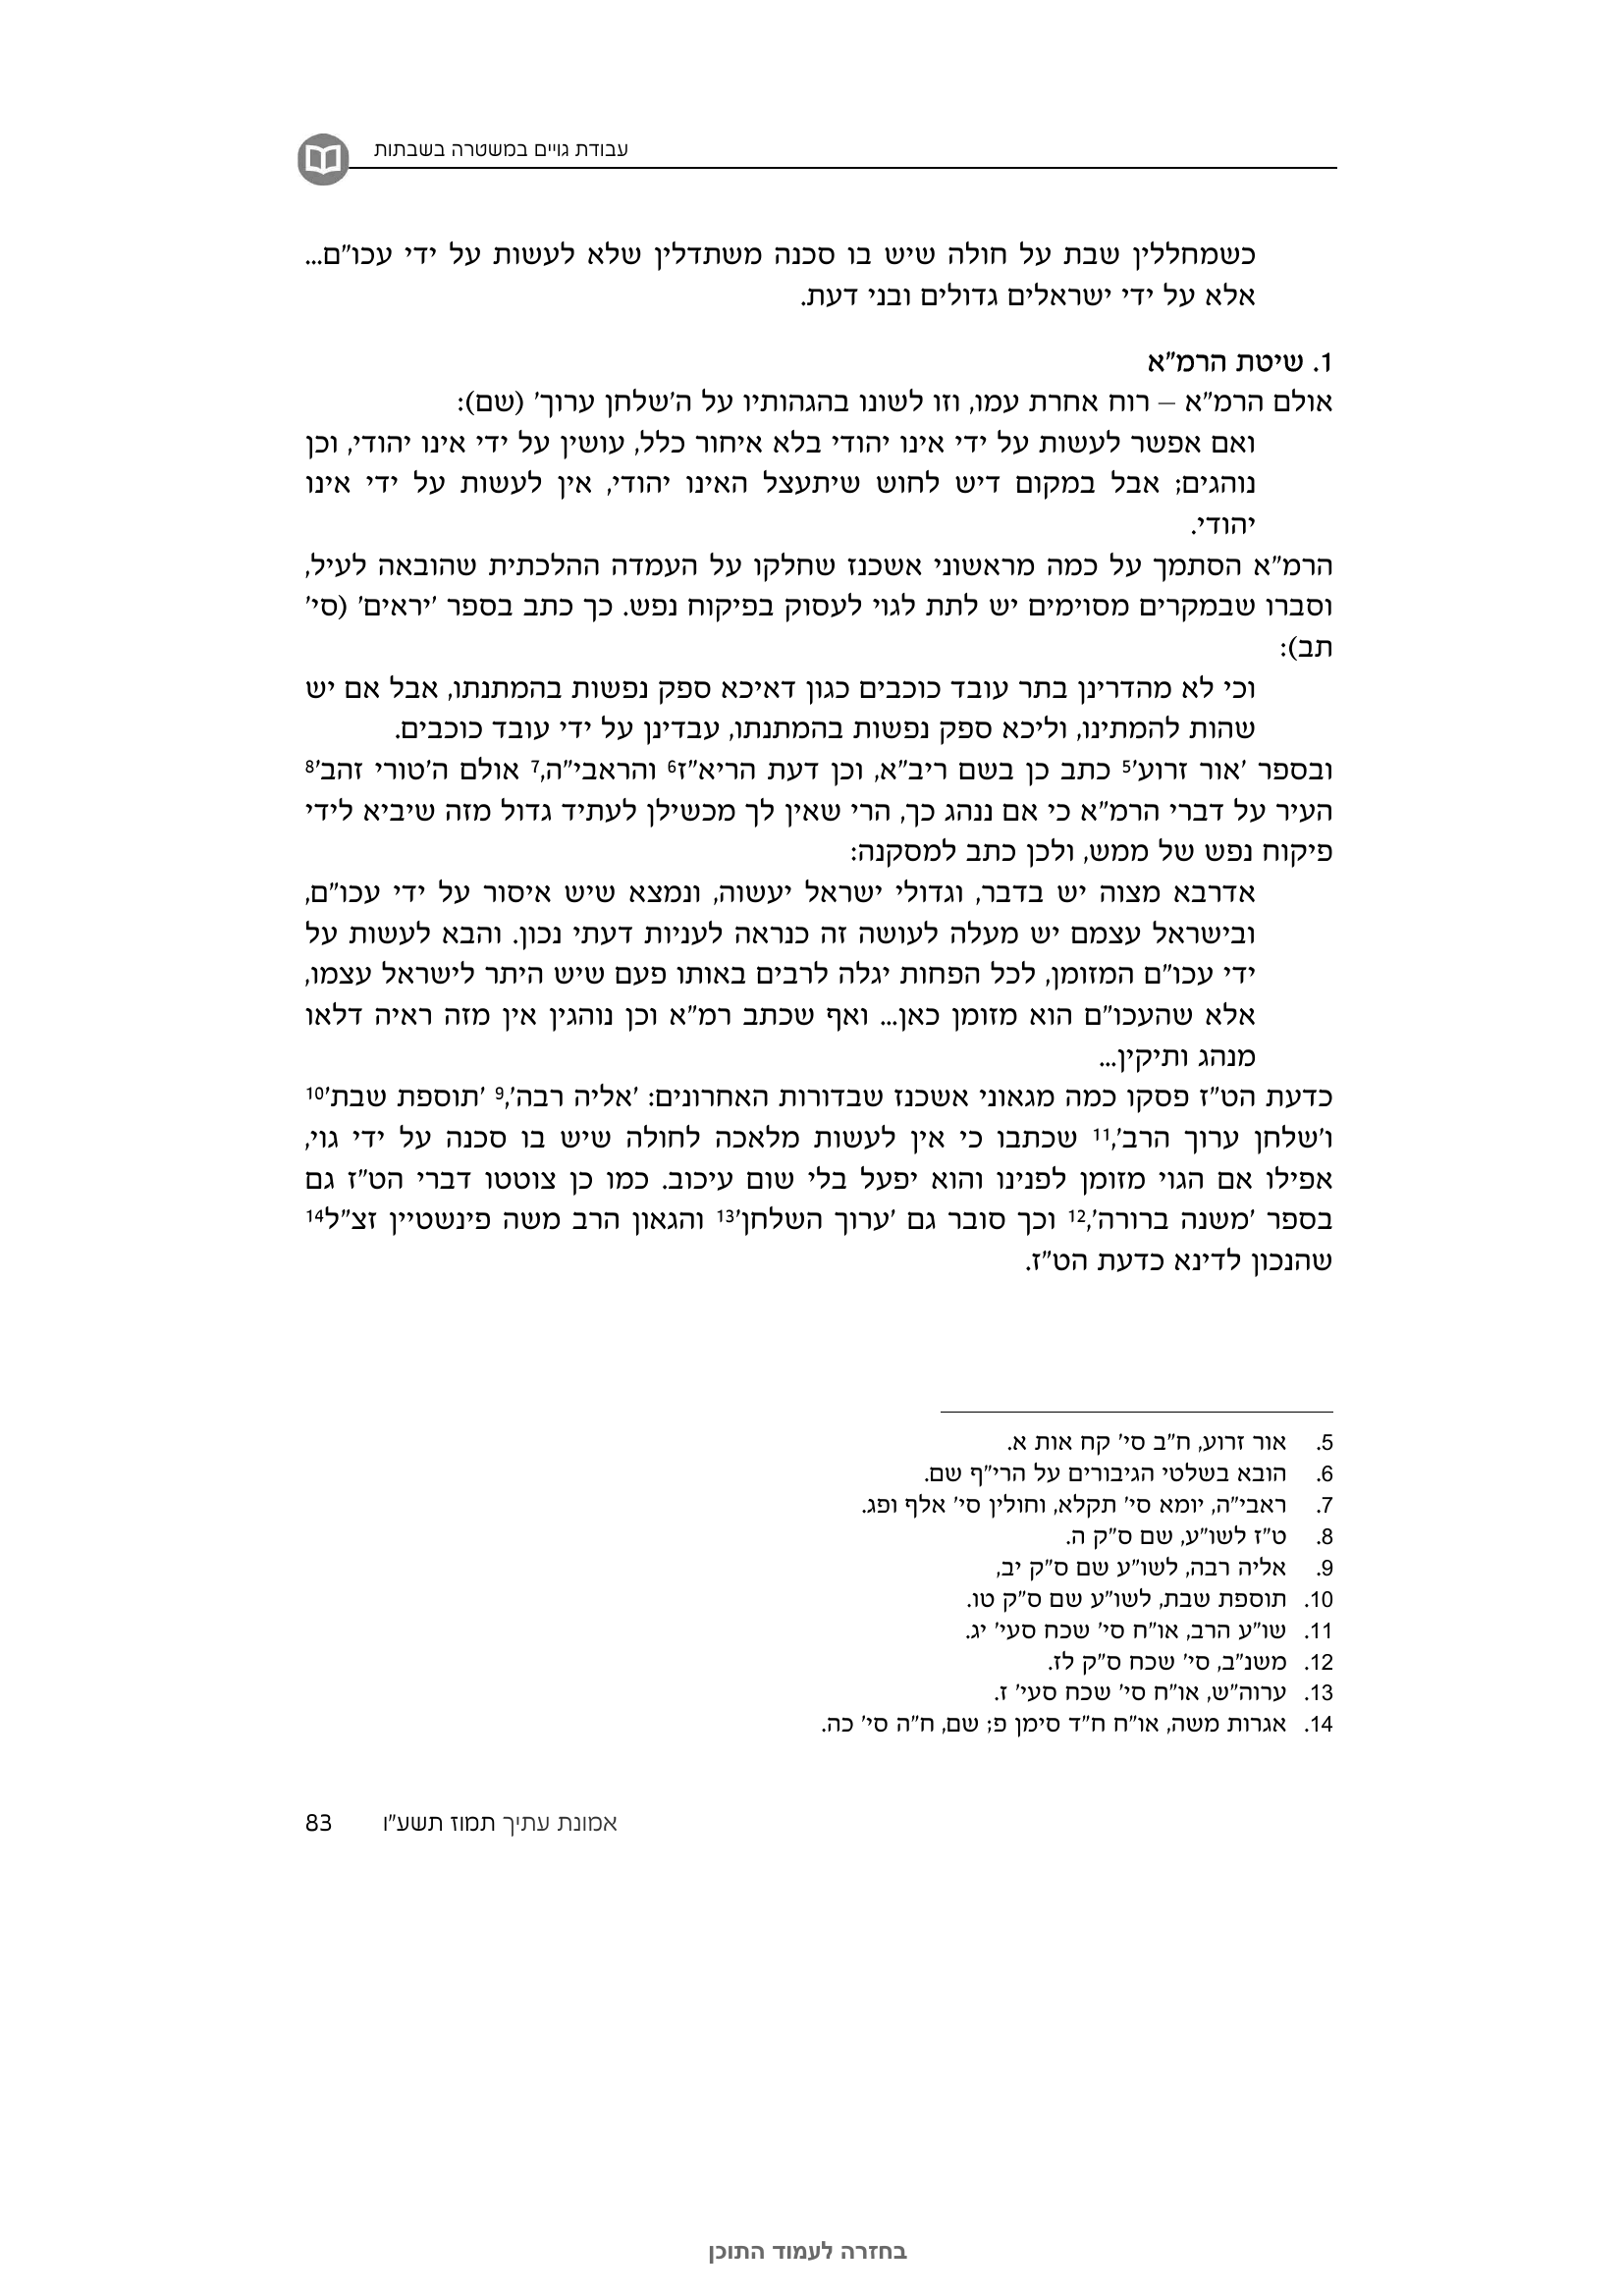 עבודת גויים במשטרה בשבתות
כשמחללין שבת על חולה שיש בו סכנה משתדלין שלא לעשות על ידי עכו"ם...
אלא על ידי ישראלים גדולים ובני דעת.
1. שיטת הרמ"א
אולם הרמ"א – רוח אחרת עמו, וזו לשונו בהגהותיו על ה'שלחן ערוך' (שם):
ואם אפשר לעשות על ידי אינו יהודי בלא איחור כלל, עושין על ידי אינו יהודי, וכן
נוהגים; אבל במקום דיש לחוש שיתעצל האינו יהודי, אין לעשות על ידי אינו
יהודי.
הרמ"א הסתמך על כמה מראשוני אשכנז שחלקו על העמדה ההלכתית שהובאה לעיל,
וסברו שבמקרים מסוימים יש לתת לגוי לעסוק בפיקוח נפש. כך כתב בספר 'יראים' (סי'
תב):
וכי לא מהדרינן בתר עובד כוכבים כגון דאיכא ספק נפשות בהמתנתו, אבל אם יש
שהות להמתינו, וליכא ספק נפשות בהמתנתו, עבדינן על ידי עובד כוכבים.
ובספר 'אור זרוע'5 כתב כן בשם ריב"א, וכן דעת הריא"ז6 והראבי"ה,7 אולם ה'טורי זהב'8
העיר על דברי הרמ"א כי אם ננהג כך, הרי שאין לך מכשילן לעתיד גדול מזה שיביא לידי
פיקוח נפש של ממש, ולכן כתב למסקנה:
אדרבא מצוה יש בדבר, וגדולי ישראל יעשוה, ונמצא שיש איסור על ידי עכו"ם,
ובישראל עצמם יש מעלה לעושה זה כנראה לעניות דעתי נכון. והבא לעשות על
ידי עכו"ם המזומן, לכל הפחות יגלה לרבים באותו פעם שיש היתר לישראל עצמו,
אלא שהעכו"ם הוא מזומן כאן... ואף שכתב רמ"א וכן נוהגין אין מזה ראיה דלאו
מנהג ותיקין...
כדעת הט"ז פסקו כמה מגאוני אשכנז שבדורות האחרונים: 'אליה רבה',9 'תוספת שבת'10
ו'שלחן ערוך הרב',11 שכתבו כי אין לעשות מלאכה לחולה שיש בו סכנה על ידי גוי,
אפילו אם הגוי מזומן לפנינו והוא יפעל בלי שום עיכוב. כמו כן צוטטו דברי הט"ז גם
בספר 'משנה ברורה',12 וכך סובר גם 'ערוך השלחן'13 והגאון הרב משה פינשטיין זצ"ל14
שהנכון לדינא כדעת הט"ז.
5. אור זרוע, ח"ב סי' קח אות א.
6. הובא בשלטי הגיבורים על הרי"ף שם.
7. ראבי"ה, יומא סי' תקלא, וחולין סי' אלף ופג.
8. ט"ז לשו"ע, שם ס"ק ה.
9. אליה רבה, לשו"ע שם ס"ק יב,
10. תוספת שבת, לשו"ע שם ס"ק טו.
11. שו"ע הרב, או"ח סי' שכח סעי' יג.
12. משנ"ב, סי' שכח ס"ק לז.
13. ערוה"ש, או"ח סי' שכח סעי' ז.
14. אגרות משה, או"ח ח"ד סימן פ; שם, ח"ה סי' כה.
אמונת עתיך תמוז תשע"ו 83
בחזרה לעמוד התוכן